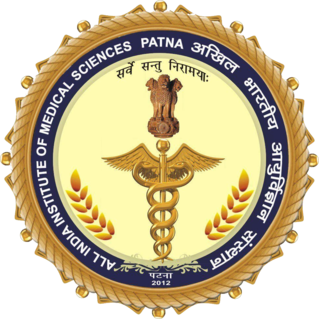 ALL INDIA INSTITUTE OF MEDICAL SCIENCES PATNA
अखिल भारतीय आयुर्विज्ञान संस्थान
सर्वे सन्तु निरामयाः
पटना
2012